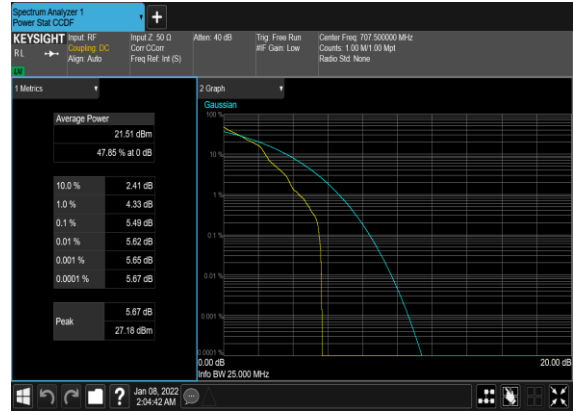 Spectrum Analyzer 1
Power Stat CCDF
+
KEYSIGHT
RL
Input: RF
Coupling: DC
Align: Auto
Input Z: 50 Ω
Corr CCorr
Freq Ref: Int (S)
Atten: 40 dB
Trig: Free Run
#IF Gain: Low
Center Freq: 707.500000 MHz
Counts: 1.00 M/1.00 Mpt
Radio Std: None
1 Metrics
Average Power
21.51 dBm
47.85 % at 0 dB
10.0 % 2.41 dB
1.0 % 4.33 dB
0.1 % 5.49 dB
0.01 % 5.62 dB
0.001 % 5.65 dB
0.0001 % 5.67 dB
Peak
5.67 dB
27.18 dBm
2 Graph
Gaussian
100 %
10 %
1 %
0.1 %
0.01 %
0.001 %
0.0001 %
0.00 dB 20.00 dB
Info BW 25.000 MHz
?
Jan 08, 2022
2:04:42 AM